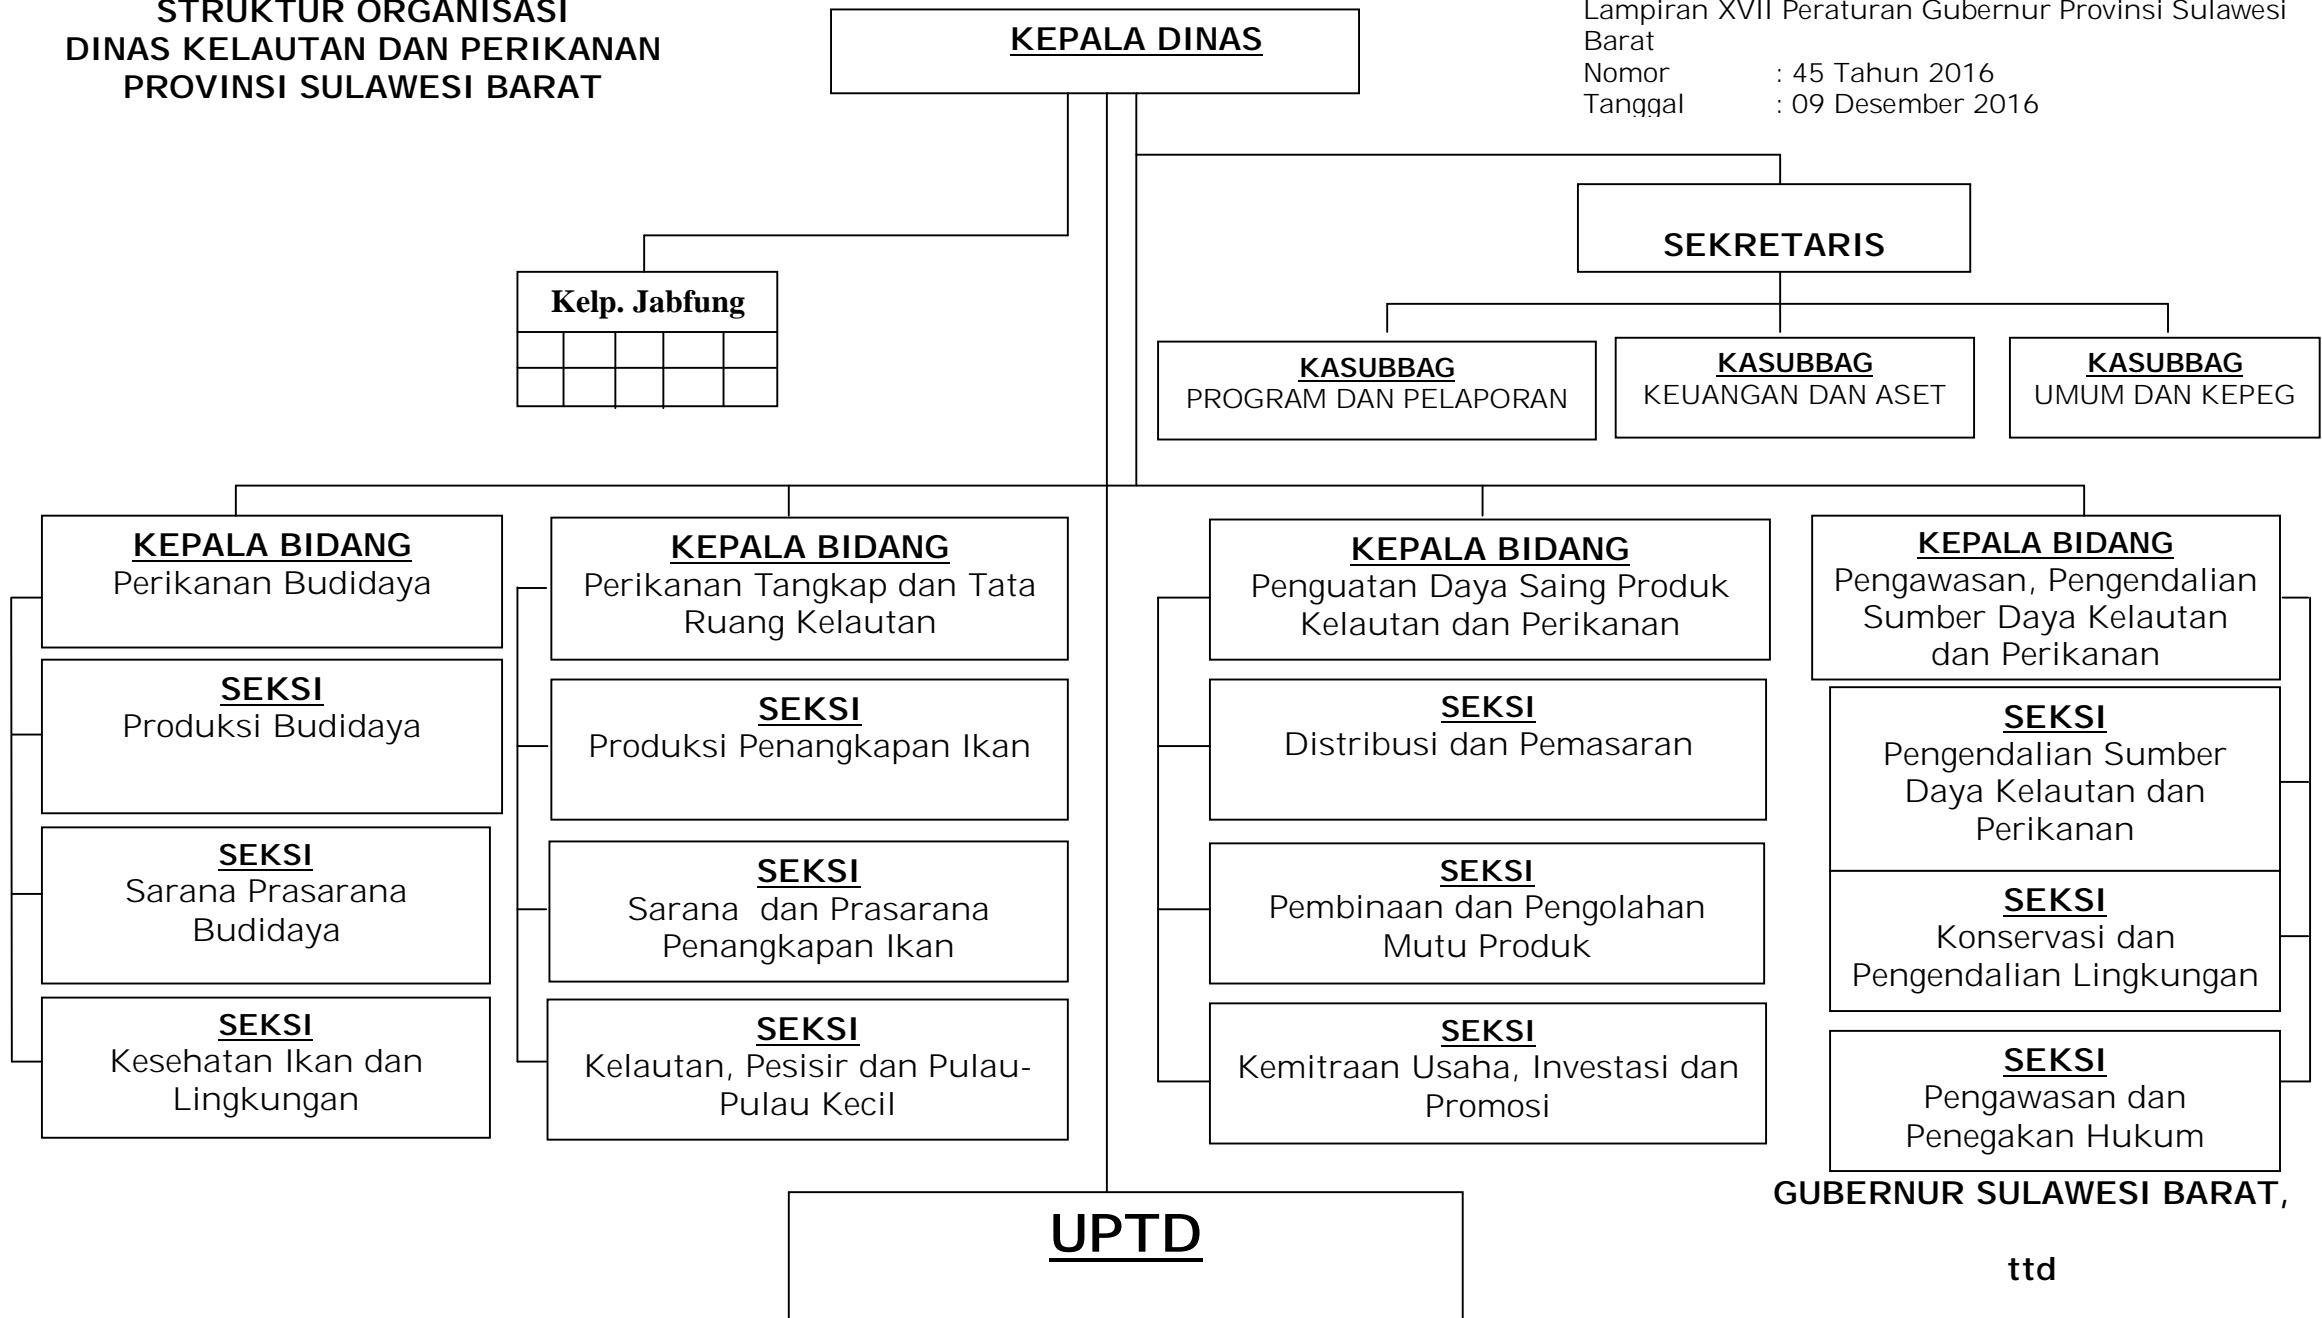 STRUKTUR ORGANISASI
DINAS KELAUTAN DAN PERIKANAN
PROVINSI SULAWESI BARAT
KEPALA DINAS
Lampiran XVII Peraturan Gubernur Provinsi Sulawesi
Barat
Nomor : 45 Tahun 2016
Tanggal : 09 Desember 2016
SEKRETARIS
Kelp. Jabfung
KASUBBAG
PROGRAM DAN PELAPORAN
KASUBBAG
KEUANGAN DAN ASET
KASUBBAG
UMUM DAN KEPEG
KEPALA BIDANG
Perikanan Budidaya
SEKSI
Produksi Budidaya
SEKSI
Sarana Prasarana
Budidaya
SEKSI
Kesehatan Ikan dan
Lingkungan
KEPALA BIDANG
Perikanan Tangkap dan Tata
Ruang Kelautan
SEKSI
Produksi Penangkapan Ikan
SEKSI
Sarana  dan Prasarana
Penangkapan Ikan
SEKSI
Kelautan, Pesisir dan Pulau-
Pulau Kecil
KEPALA BIDANG
Penguatan Daya Saing Produk
Kelautan dan Perikanan
SEKSI
Distribusi dan Pemasaran
SEKSI
Pembinaan dan Pengolahan
Mutu Produk
SEKSI
Kemitraan Usaha, Investasi dan
Promosi
KEPALA BIDANG
Pengawasan, Pengendalian
Sumber Daya Kelautan
dan Perikanan
SEKSI
Pengendalian Sumber
Daya Kelautan dan
Perikanan
SEKSI
Konservasi dan
Pengendalian Lingkungan
SEKSI
Pengawasan dan
Penegakan Hukum
UPTD
GUBERNUR SULAWESI BARAT,
ttd